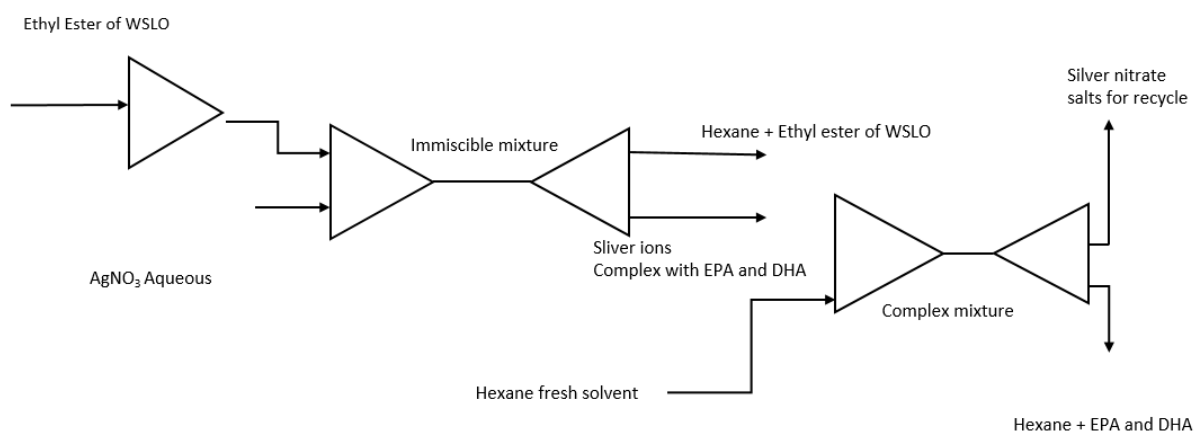 Ethyl Ester of WSLO
Silver nitrate
salts for recycle
Immiscible mixture
Hexane + Ethyl ester of WSLO
Sliver ions
Complex with EPA and DHA
AgNO₃ Aqueous
Complex mixture
Hexane fresh solvent
Hexane + EPA and DHA